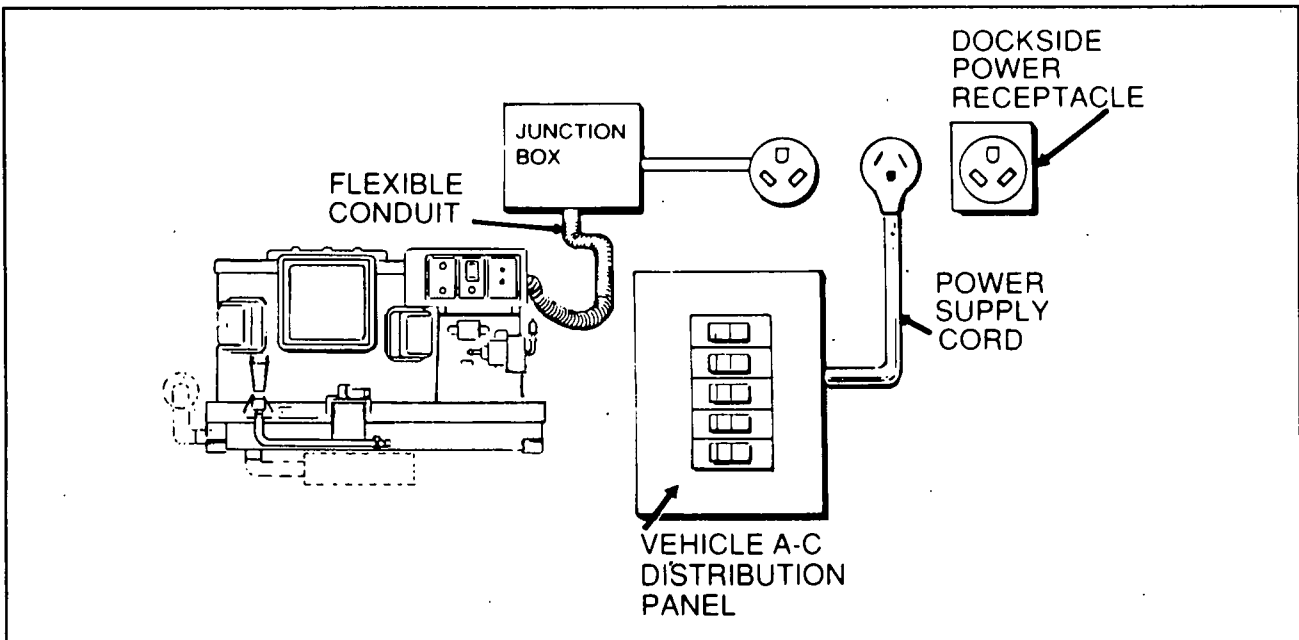 DOCKSIDE
POWER
RECEPTACLE
JUNCTION
BOX
FLEXIBLE
CONDUIT
POWER
SUPPLY
CORD
VEHICLE A-C
DISTRIBUTION
PANEL